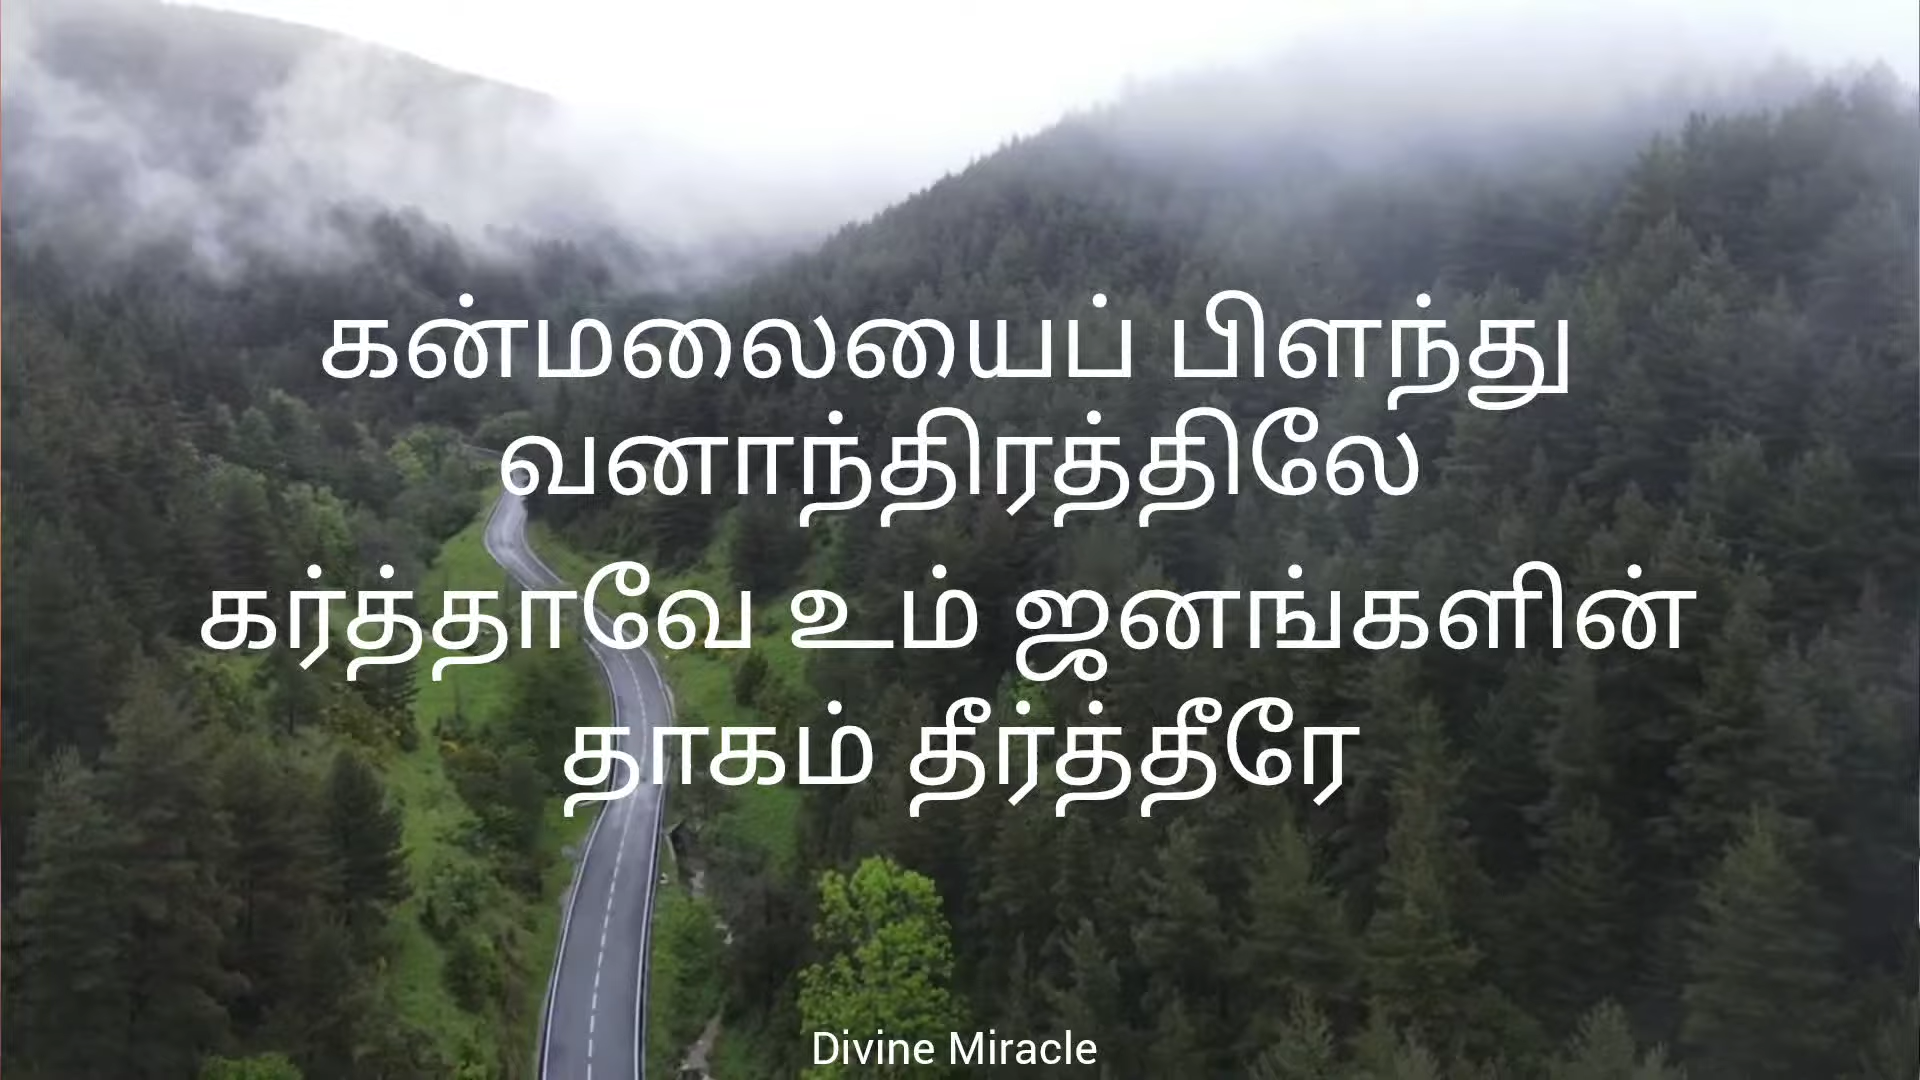 கன்மலையைப் பிளந்து
வனாந்திரத்திலே
கர்த்தாவே உம் ஜனங்களின்
தாகம் தீர்த்தீரே
Divine Miracle